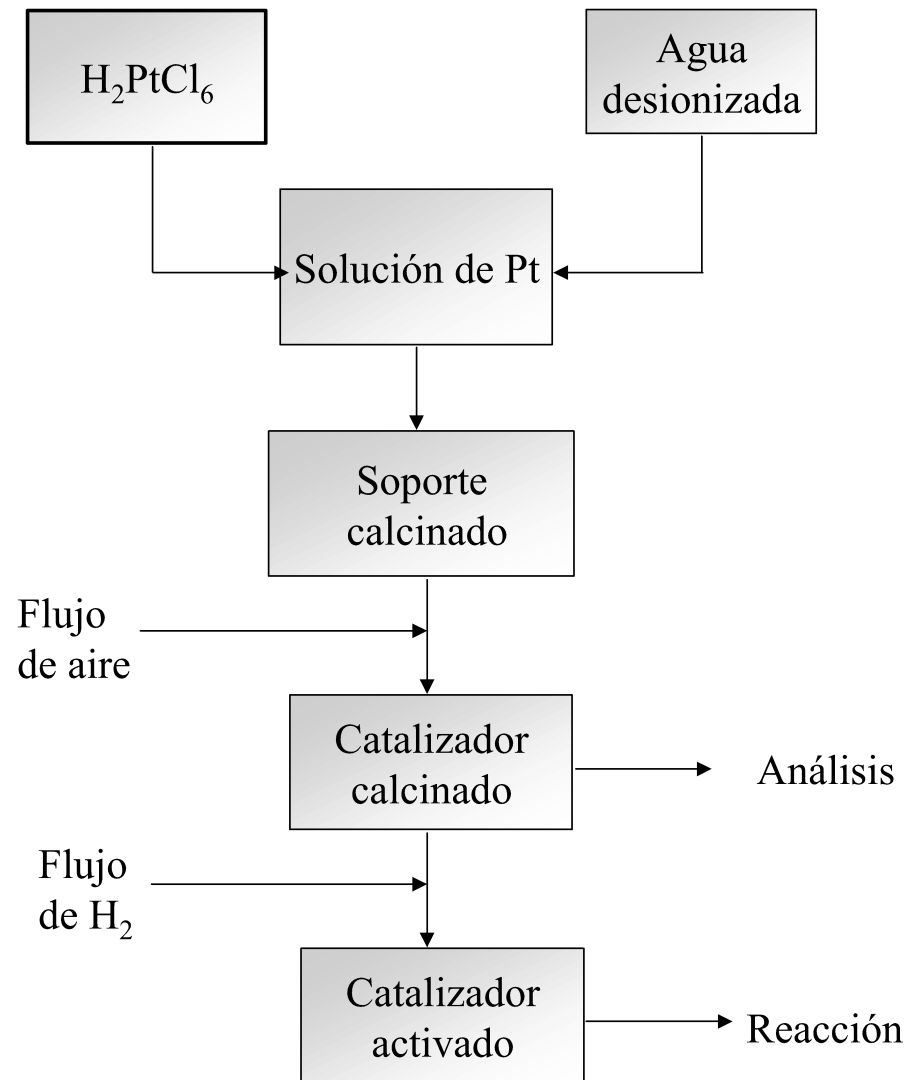 H₂PtCl₆
Agua
desionizada
Solución de Pt
Soporte
calcinado
Flujo
de aire
Catalizador
calcinado
Análisis
Flujo
de H₂
Catalizador
activado
Reacción